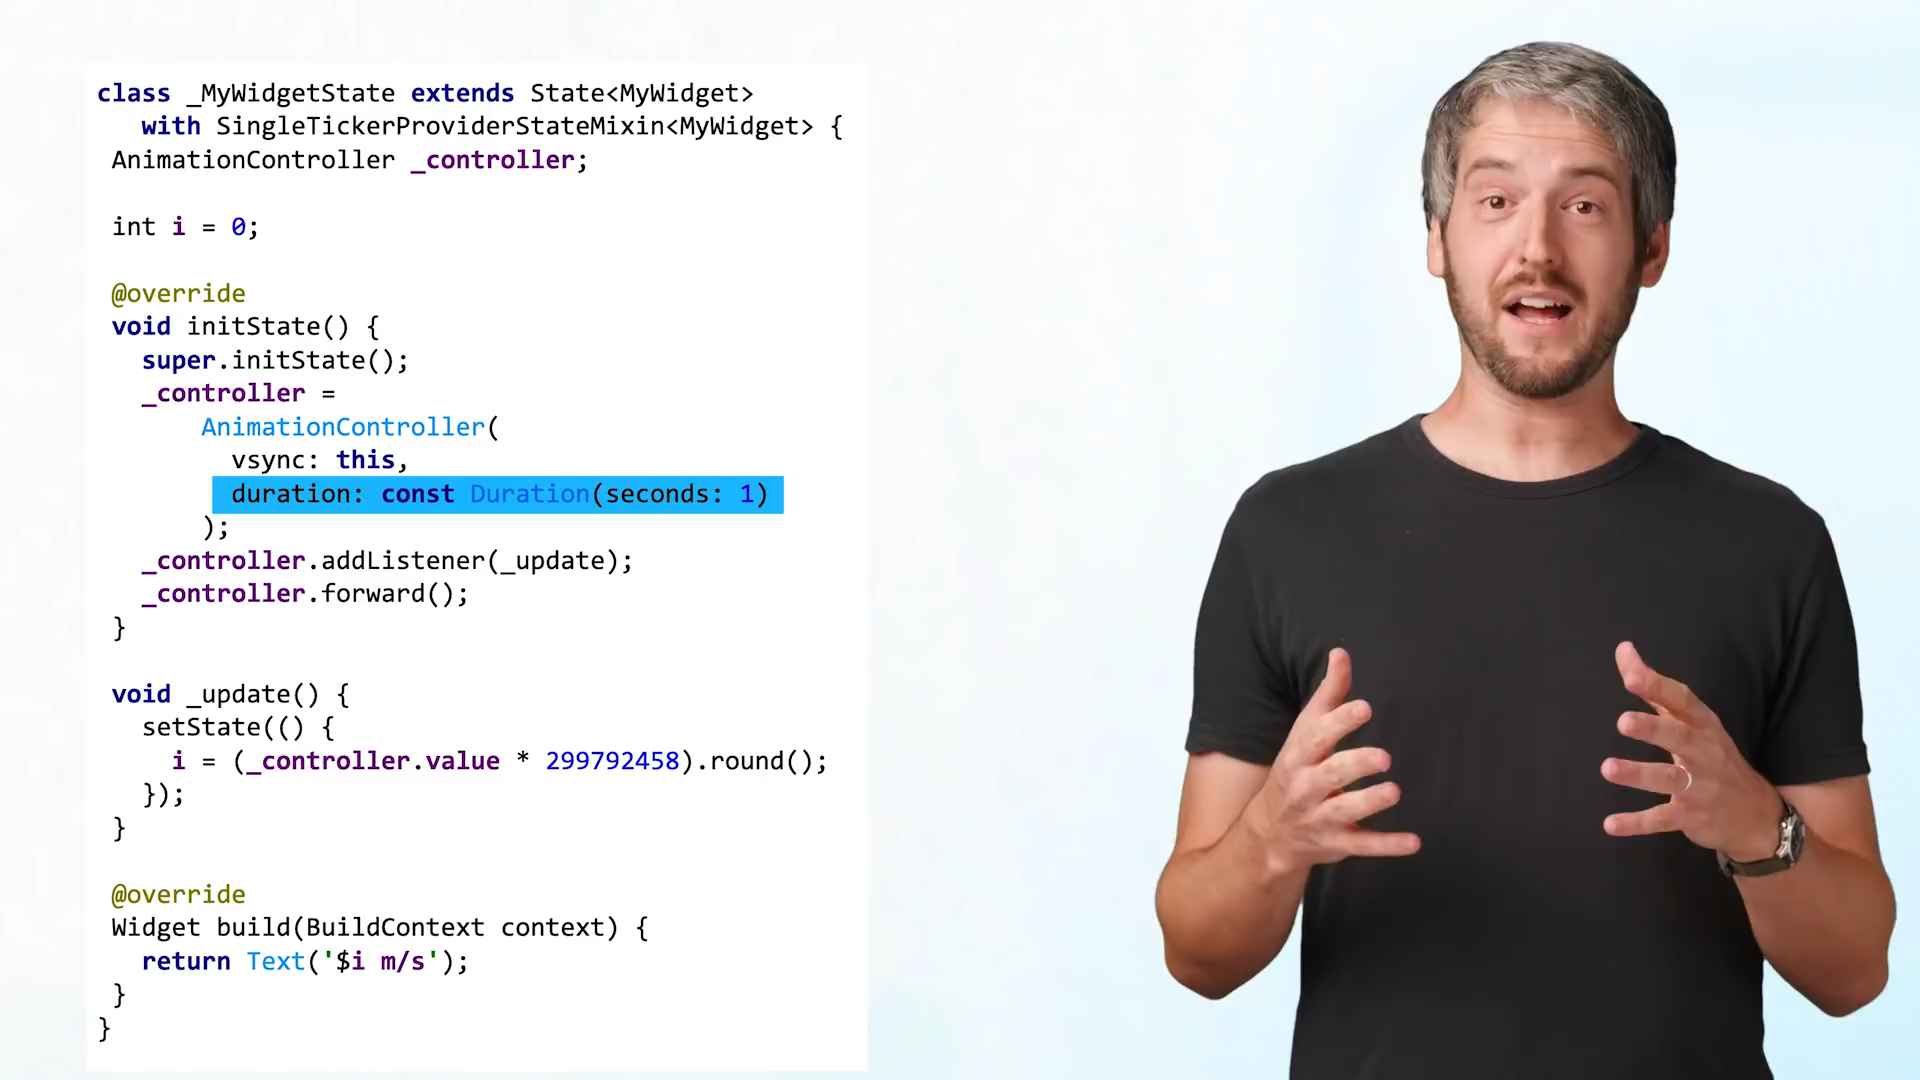 class _MyWidgetState extends State<MyWidget>
with SingleTickerProviderStateMixin<MyWidget> {
AnimationController _controller;
int i = 0;
@override
void initState() {
super.initState();
_controller =
AnimationController(
vsync: this,
duration: const Duration(seconds: 1)
);
_controller.addListener(_update);
_controller.forward();
}
void _update() {
setState(() {
i = (_controller.value * 299792458).round();
});
}
@override
Widget build(BuildContext context) {
return Text('$i m/s');
}
}